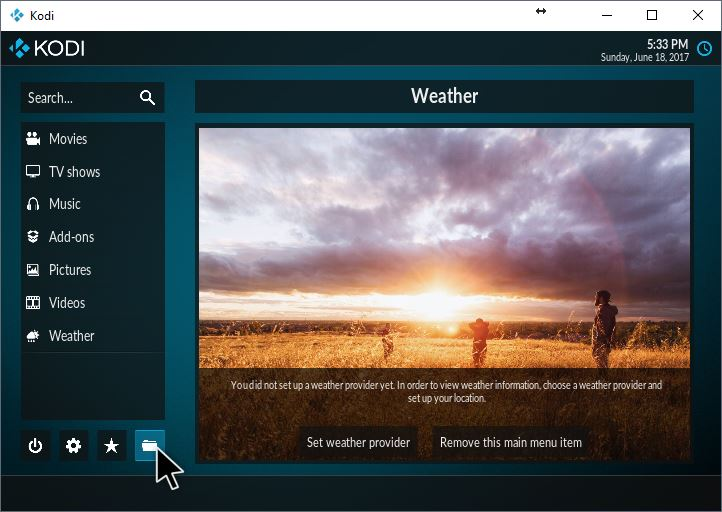 Kodi
KODI
5:33 PM
Sunday, June 18, 2017
Search...
Movies
TV shows
Music
Add-ons
Pictures
Videos
Weather
Weather
You did not set up a weather provider yet. In order to view weather information, choose a weather provider and
set up your location.
Set weather provider
Remove this main menu item